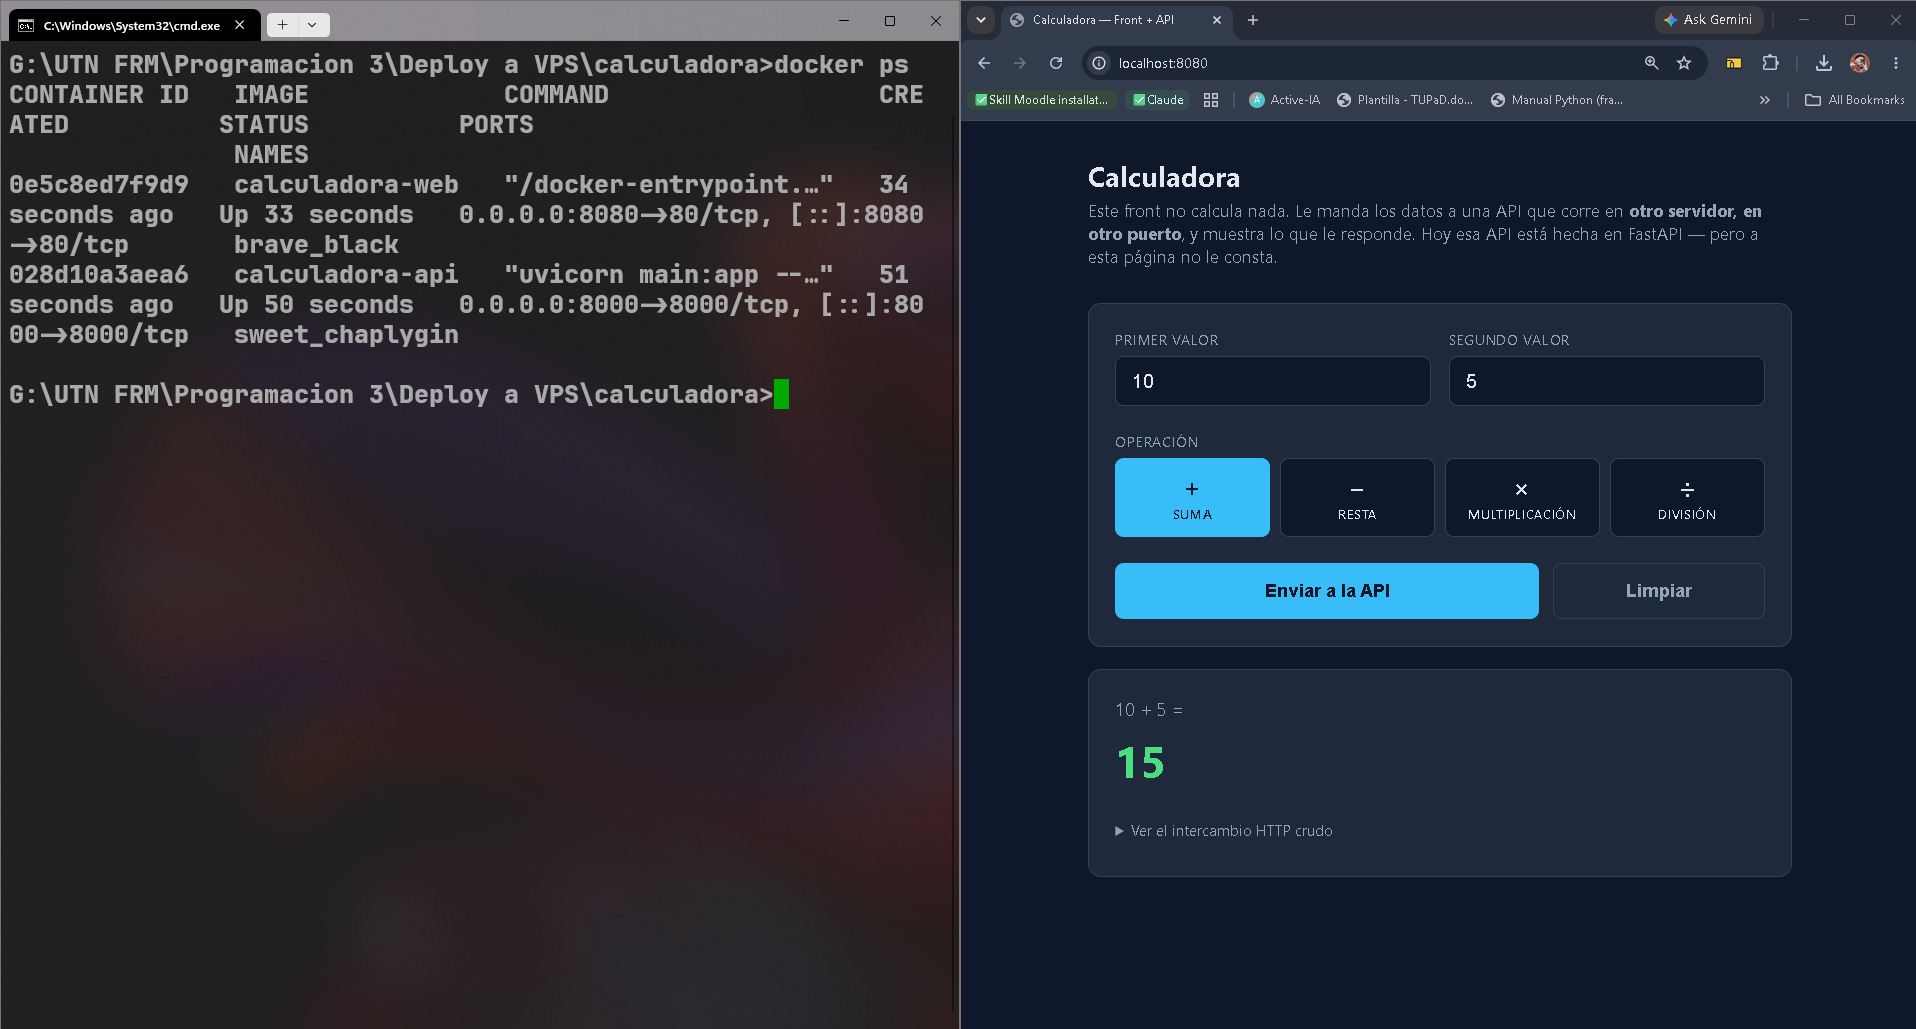 C:\Windows\System32\cmd.exe
G:\UTN FRM\Programacion 3\Deploy a VPS\calculadora>docker ps
CONTAINER ID   IMAGE             COMMAND                  CRE
ATED          STATUS          PORTS
               NAMES
0e5c8ed7f9d9   calculadora-web   "/docker-entrypoint.…"   34
seconds ago   Up 33 seconds   0.0.0.0:8080->80/tcp, [::]:8080
->80/tcp       brave_black
028d10a3aea6   calculadora-api   "uvicorn main:app --…"   51
seconds ago   Up 50 seconds   0.0.0.0:8000->8000/tcp, [::]:80
00->8000/tcp   sweet_chaplygin
G:\UTN FRM\Programacion 3\Deploy a VPS\calculadora>
Calculadora — Front + API
Ask Gemini
localhost:8080
Skill Moodle installat...
Claude
Active-IA
Plantilla - TUPaD.do...
Manual Python (fra...
All Bookmarks
Calculadora
Este front no calcula nada. Le manda los datos a una API que corre en otro servidor, en
otro puerto, y muestra lo que le responde. Hoy esa API está hecha en FastAPI — pero a
esta página no le consta.
PRIMER VALOR SEGUNDO VALOR
10 5
OPERACIÓN
+ − × ÷
SUMA RESTA MULTIPLICACIÓN DIVISIÓN
Enviar a la API Limpiar
10 + 5 =
15
Ver el intercambio HTTP crudo